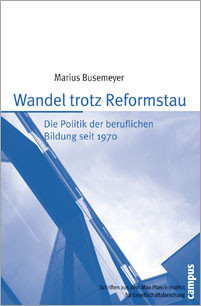 Marius Busemeyer
Wandel trotz Reformstau
Die Politik der beruflichen
Bildung seit 1970
Schriften aus dem Max-Planck-Institut
für Gesellschaftsforschung
campus